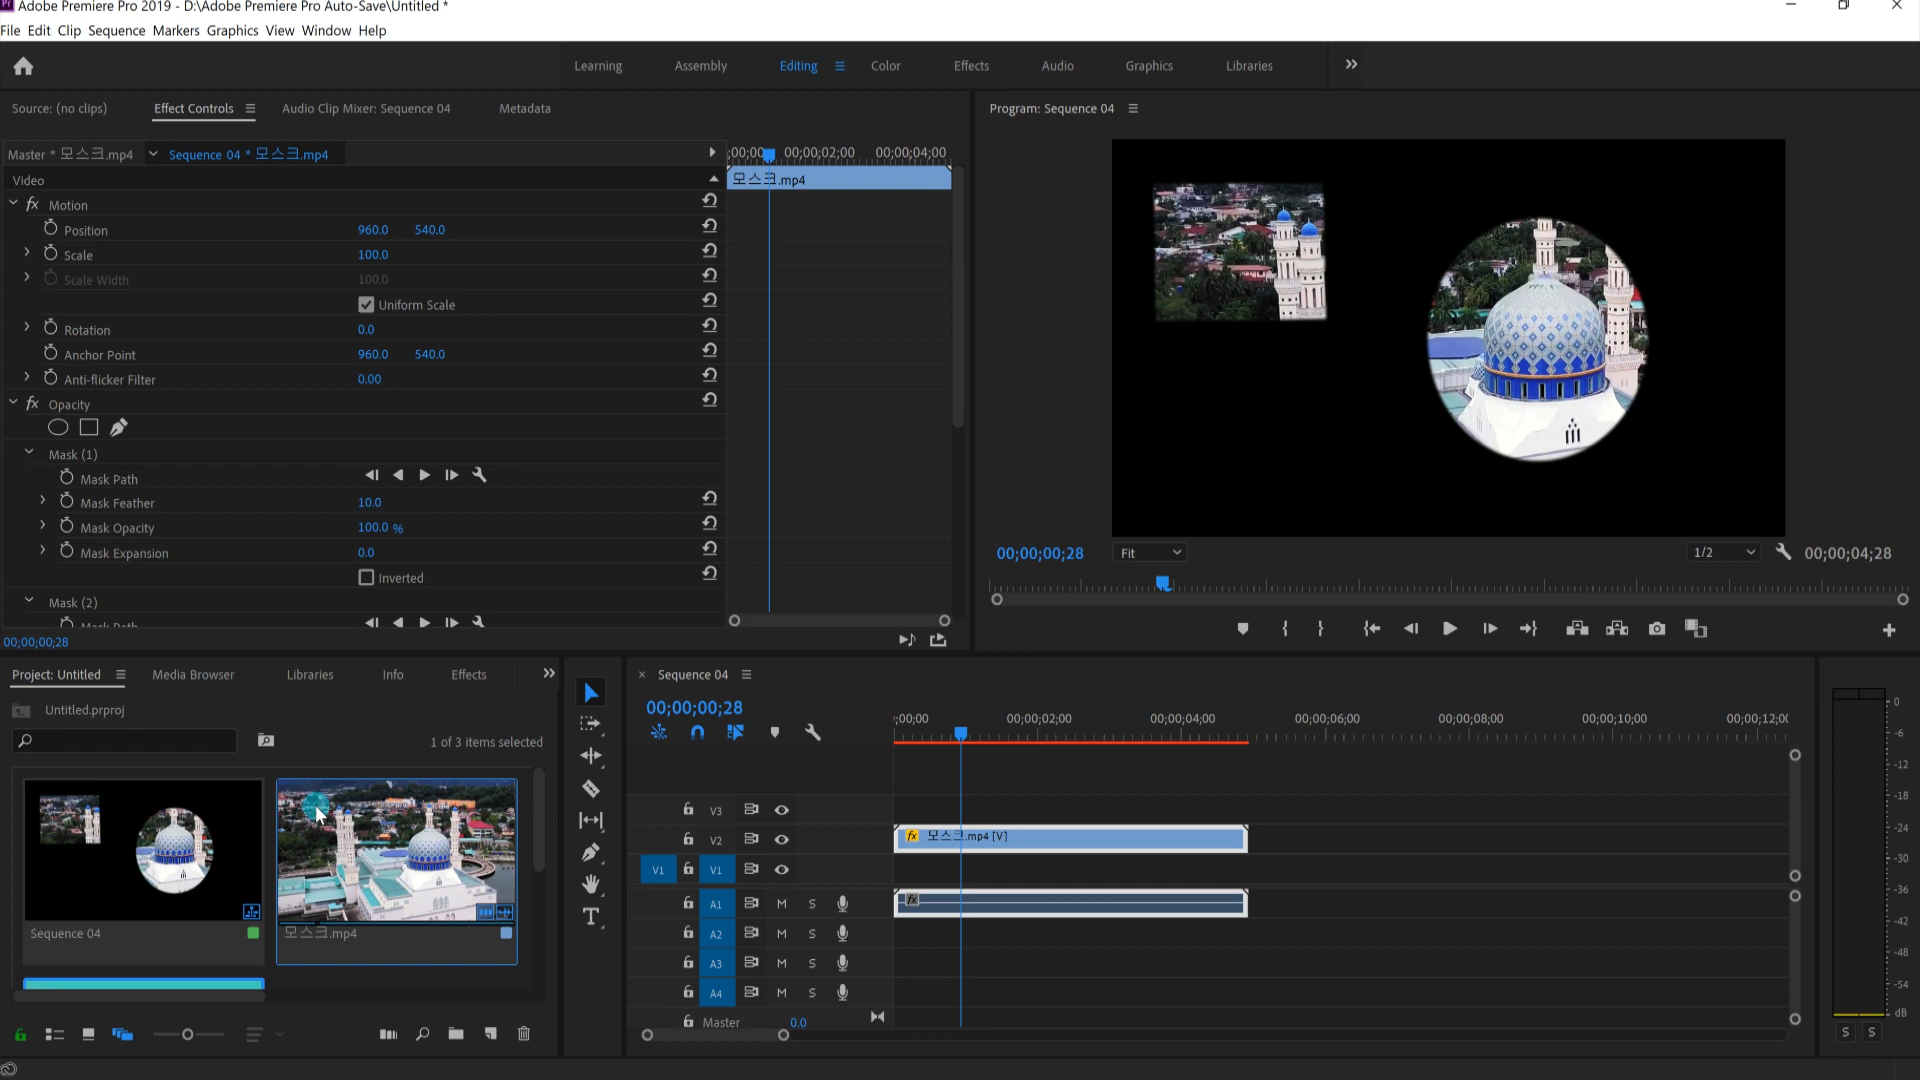 Adobe Premiere Pro 2019 - D:\Adobe Premiere Pro Auto-Save\Untitled *
File Edit Clip Sequence Markers Graphics View Window Help
Learning Assembly Editing Color Effects Audio Graphics Libraries
Source: (no clips) Effect Controls Audio Clip Mixer: Sequence 04 Metadata
Program: Sequence 04
Master * 모스크.mp4 Sequence 04 * 모스크.mp4
;00;00 00;00;02;00 00;00;04;00
Video
모스크.mp4
fx Motion
Position 960.0 540.0
Scale 100.0
Scale Width 100.0
Uniform Scale
Rotation 0.0
Anchor Point 960.0 540.0
Anti-flicker Filter 0.00
fx Opacity
Mask (1)
Mask Path
Mask Feather 10.0
Mask Opacity 100.0 %
Mask Expansion 0.0
Inverted
Mask (2)
Mask Path
00;00;00;28
00;00;00;28 Fit 1/2 00;00;04;28
Project: Untitled Media Browser Libraries Info Effects
Untitled.prproj
1 of 3 items selected
Sequence 04
모스크.mp4
Sequence 04
00;00;00;28
;00;00 00;00;02;00 00;00;04;00 00;00;06;00 00;00;08;00 00;00;10;00 00;00;12;00
V3
V2
fx 모스크.mp4 [V]
V1 V1
A1 M S
fx
A2 M S
A3 M S
A4 M S
Master 0.0
0
-6
-12
-18
-24
-30
-36
-42
-48
-54
dB
S S